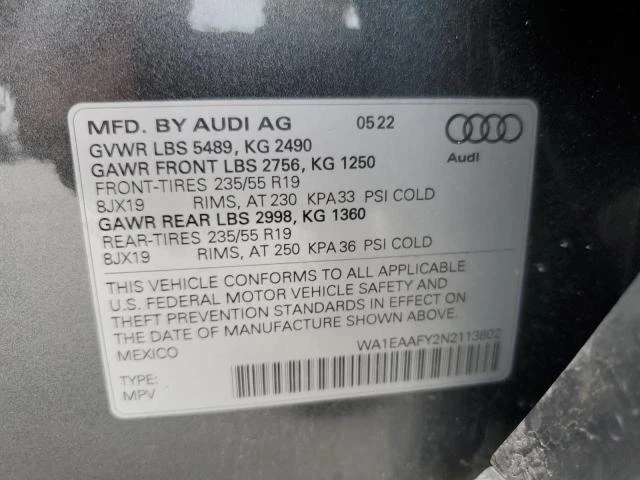 MFD. BY AUDI AG 0522
GVWR LBS 5489, KG 2490
GAWR FRONT LBS 2756, KG 1250
Audi
FRONT-TIRES 235/55 R19
8JX19 RIMS, AT 230 KPA33 PSI COLD
GAWR REAR LBS 2998, KG 1360
REAR-TIRES 235/55 R19
8JX19 RIMS, AT 250 KPA36 PSI COLD
THIS VEHICLE CONFORMS TO ALL APPLICABLE
U.S. FEDERAL MOTOR VEHICLE SAFETY AND
THEFT PREVENTION STANDARDS IN EFFECT ON
THE DATE OF MANUFACTURE SHOWN ABOVE.
MEXICO WA1EAAFY2N2113802
TYPE:
MPV